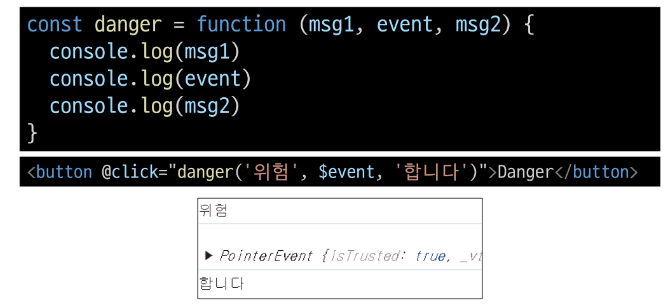 const danger = function (msg1, event, msg2) {
  console.log(msg1)
  console.log(event)
  console.log(msg2)
}
<button @click="danger('위험', $event, '합니다')">Danger</button>
위험
▶ PointerEvent {isTrusted: true,
합니다